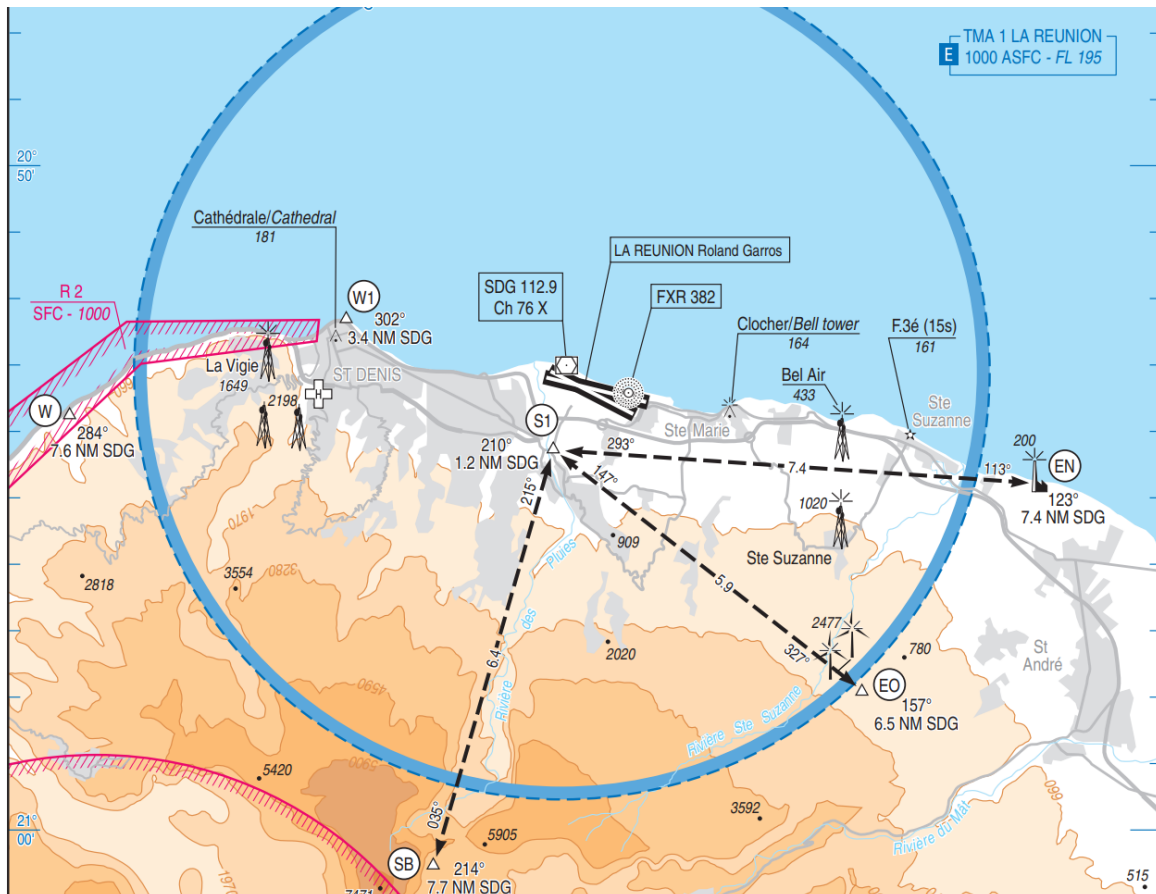 TMA 1 LA REUNION
E
1000 ASFC - FL 195
20°
50'
Cathédrale/Cathedral
181
LA REUNION Roland Garros
SDG 112.9
Ch 76 X
FXR 382
R 2
SFC - 1000
W1
302°
3.4 NM SDG
Clocher/Bell tower
164
F.3é (15s)
161
La Vigie
1649
ST DENIS
Bel Air
433
2198
H
660
W
284°
7.6 NM SDG
S1
210°
1.2 NM SDG
293°
Ste Marie
Ste
Suzanne
200
EN
113°
123°
7.4 NM SDG
7.4
147°
215°
1020
1970
3280
909
Pluies
des
Rivière
Ste Suzanne
2818
3554
5.9
2020
2477
780
St
André
6.4
327°
EO
157°
6.5 NM SDG
4590
Rivière Ste Suzanne
5900
5420
035°
3592
5905
660
Rivière du Mât
21°
00'
SB
214°
7.7 NM SDG
1970
7171
515